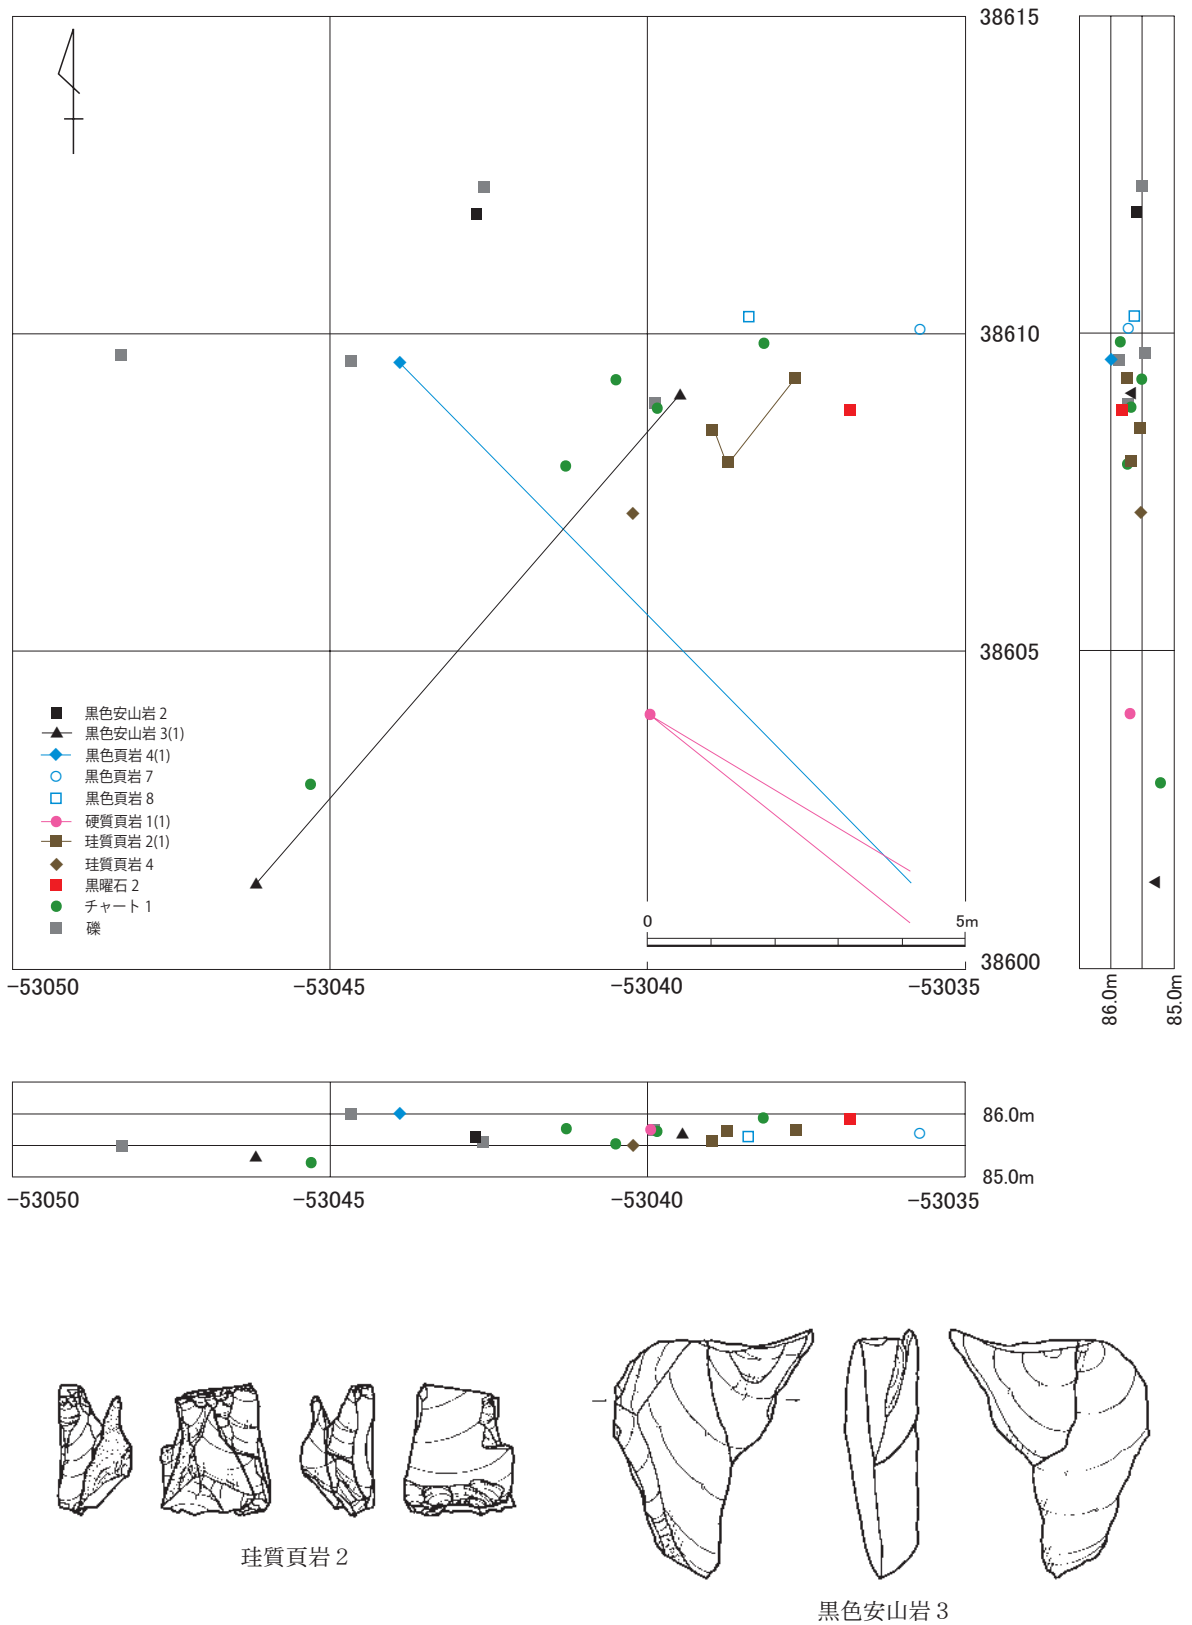 38615
38610
38605
黒色安山岩 2
黒色安山岩 3(1)
黒色頁岩 4(1)
黒色頁岩 7
黒色頁岩 8
硬質頁岩 1(1)
珪質頁岩 2(1)
珪質頁岩 4
黒曜石 2
チャート 1
礫
0 5m
38600
-53050 -53045 -53040 -53035
86.0m 85.0m
86.0m
85.0m
-53050 -53045 -53040 -53035
珪質頁岩 2
黒色安山岩 3